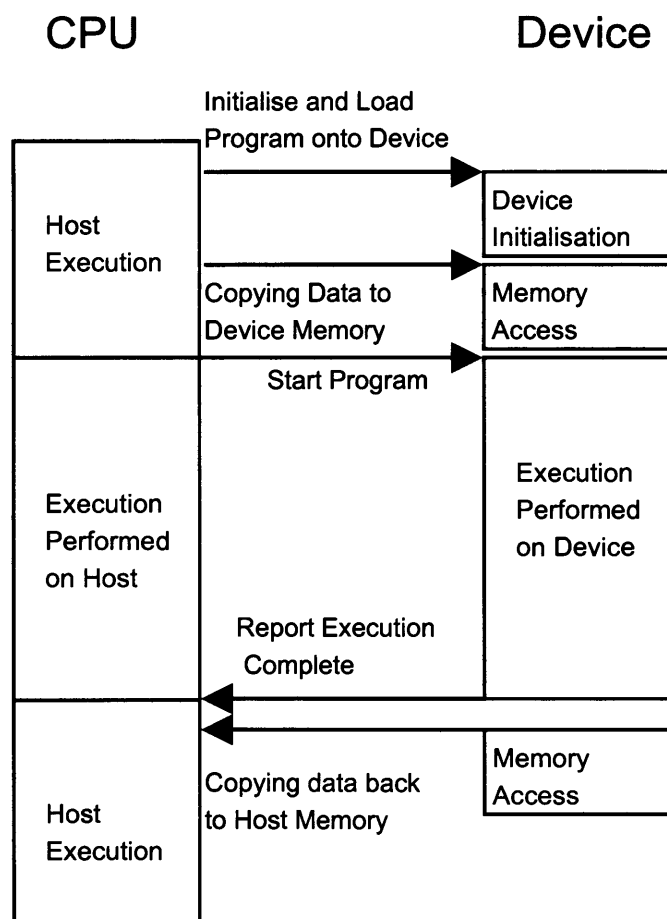 CPU
Device
Initialise and Load
Program onto Device
Host
Execution
Device
Initialisation
Copying Data to
Device Memory
Memory
Access
Start Program
Execution
Performed
on Host
Execution
Performed
on Device
Report Execution
Complete
Copying data back
to Host Memory
Memory
Access
Host
Execution